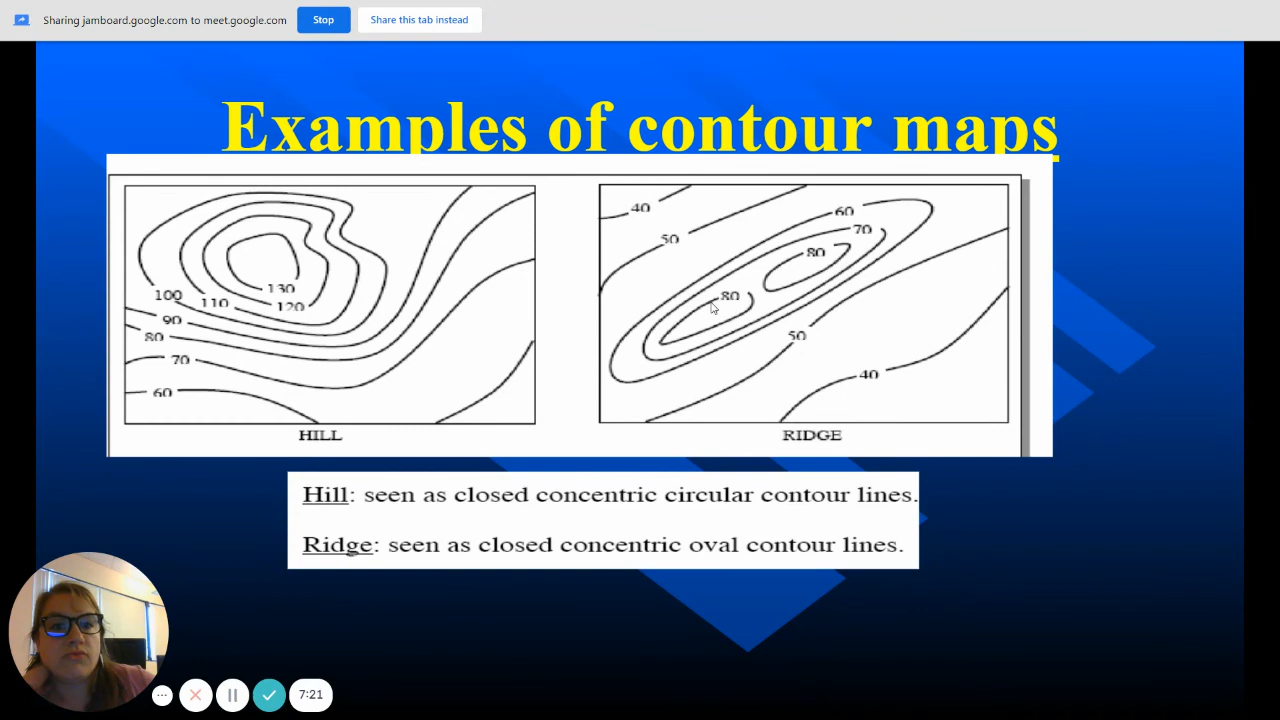 Sharing jamboard.google.com to meet.google.com Stop Share this tab instead
Examples of contour maps
100 110 130 120
90
80
70
60
HILL
40 60
50 70
80
80
50
40
RIDGE
Hill: seen as closed concentric circular contour lines.
Ridge: seen as closed concentric oval contour lines.
7:21